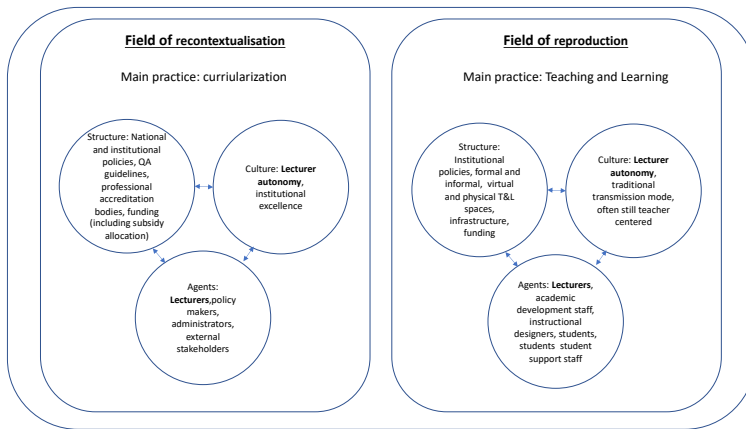 Field of recontextualisation
Main practice: curriularization
Structure: National
and institutional
policies, QA
guidelines,
professional
accreditation
bodies, funding
(including subsidy
allocation)
Culture: Lecturer
autonomy,
institutional
excellence
Agents:
Lecturers,policy
makers,
administrators,
external
stakeholders
Field of reproduction
Main practice: Teaching and Learning
Structure:
Institutional
policies, formal and
informal, virtual
and physical T&L
spaces,
infrastructure,
funding
Culture: Lecturer
autonomy,
traditional
transmission mode,
often still teacher
centered
Agents: Lecturers,
academic
development staff,
instructional
designers, students,
students student
support staff